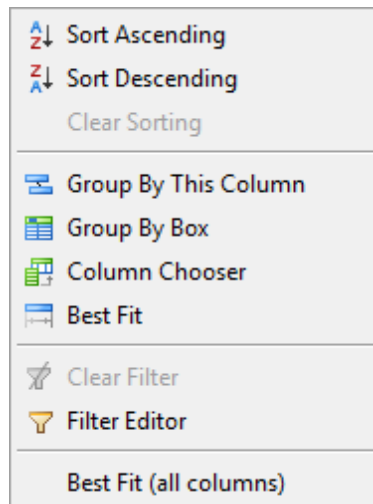 Sort Ascending
Sort Descending
Clear Sorting
Group By This Column
Group By Box
Column Chooser
Best Fit
Clear Filter
Filter Editor
Best Fit (all columns)